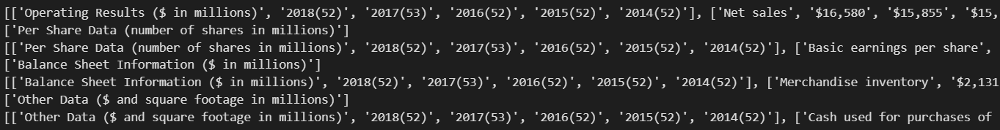 [['Operating Results ($ in millions)', '2018(52)', '2017(53)', '2016(52)', '2015(52)', '2014(52)'], ['Net sales', '$16,580', '$15,855', '$15,
['Per Share Data (number of shares in millions)']
[['Per Share Data (number of shares in millions)', '2018(52)', '2017(53)', '2016(52)', '2015(52)', '2014(52)'], ['Basic earnings per share',
['Balance Sheet Information ($ in millions)']
[['Balance Sheet Information ($ in millions)', '2018(52)', '2017(53)', '2016(52)', '2015(52)', '2014(52)'], ['Merchandise inventory', '$2,131
['Other Data ($ and square footage in millions)']
[['Other Data ($ and square footage in millions)', '2018(52)', '2017(53)', '2016(52)', '2015(52)', '2014(52)'], ['Cash used for purchases of